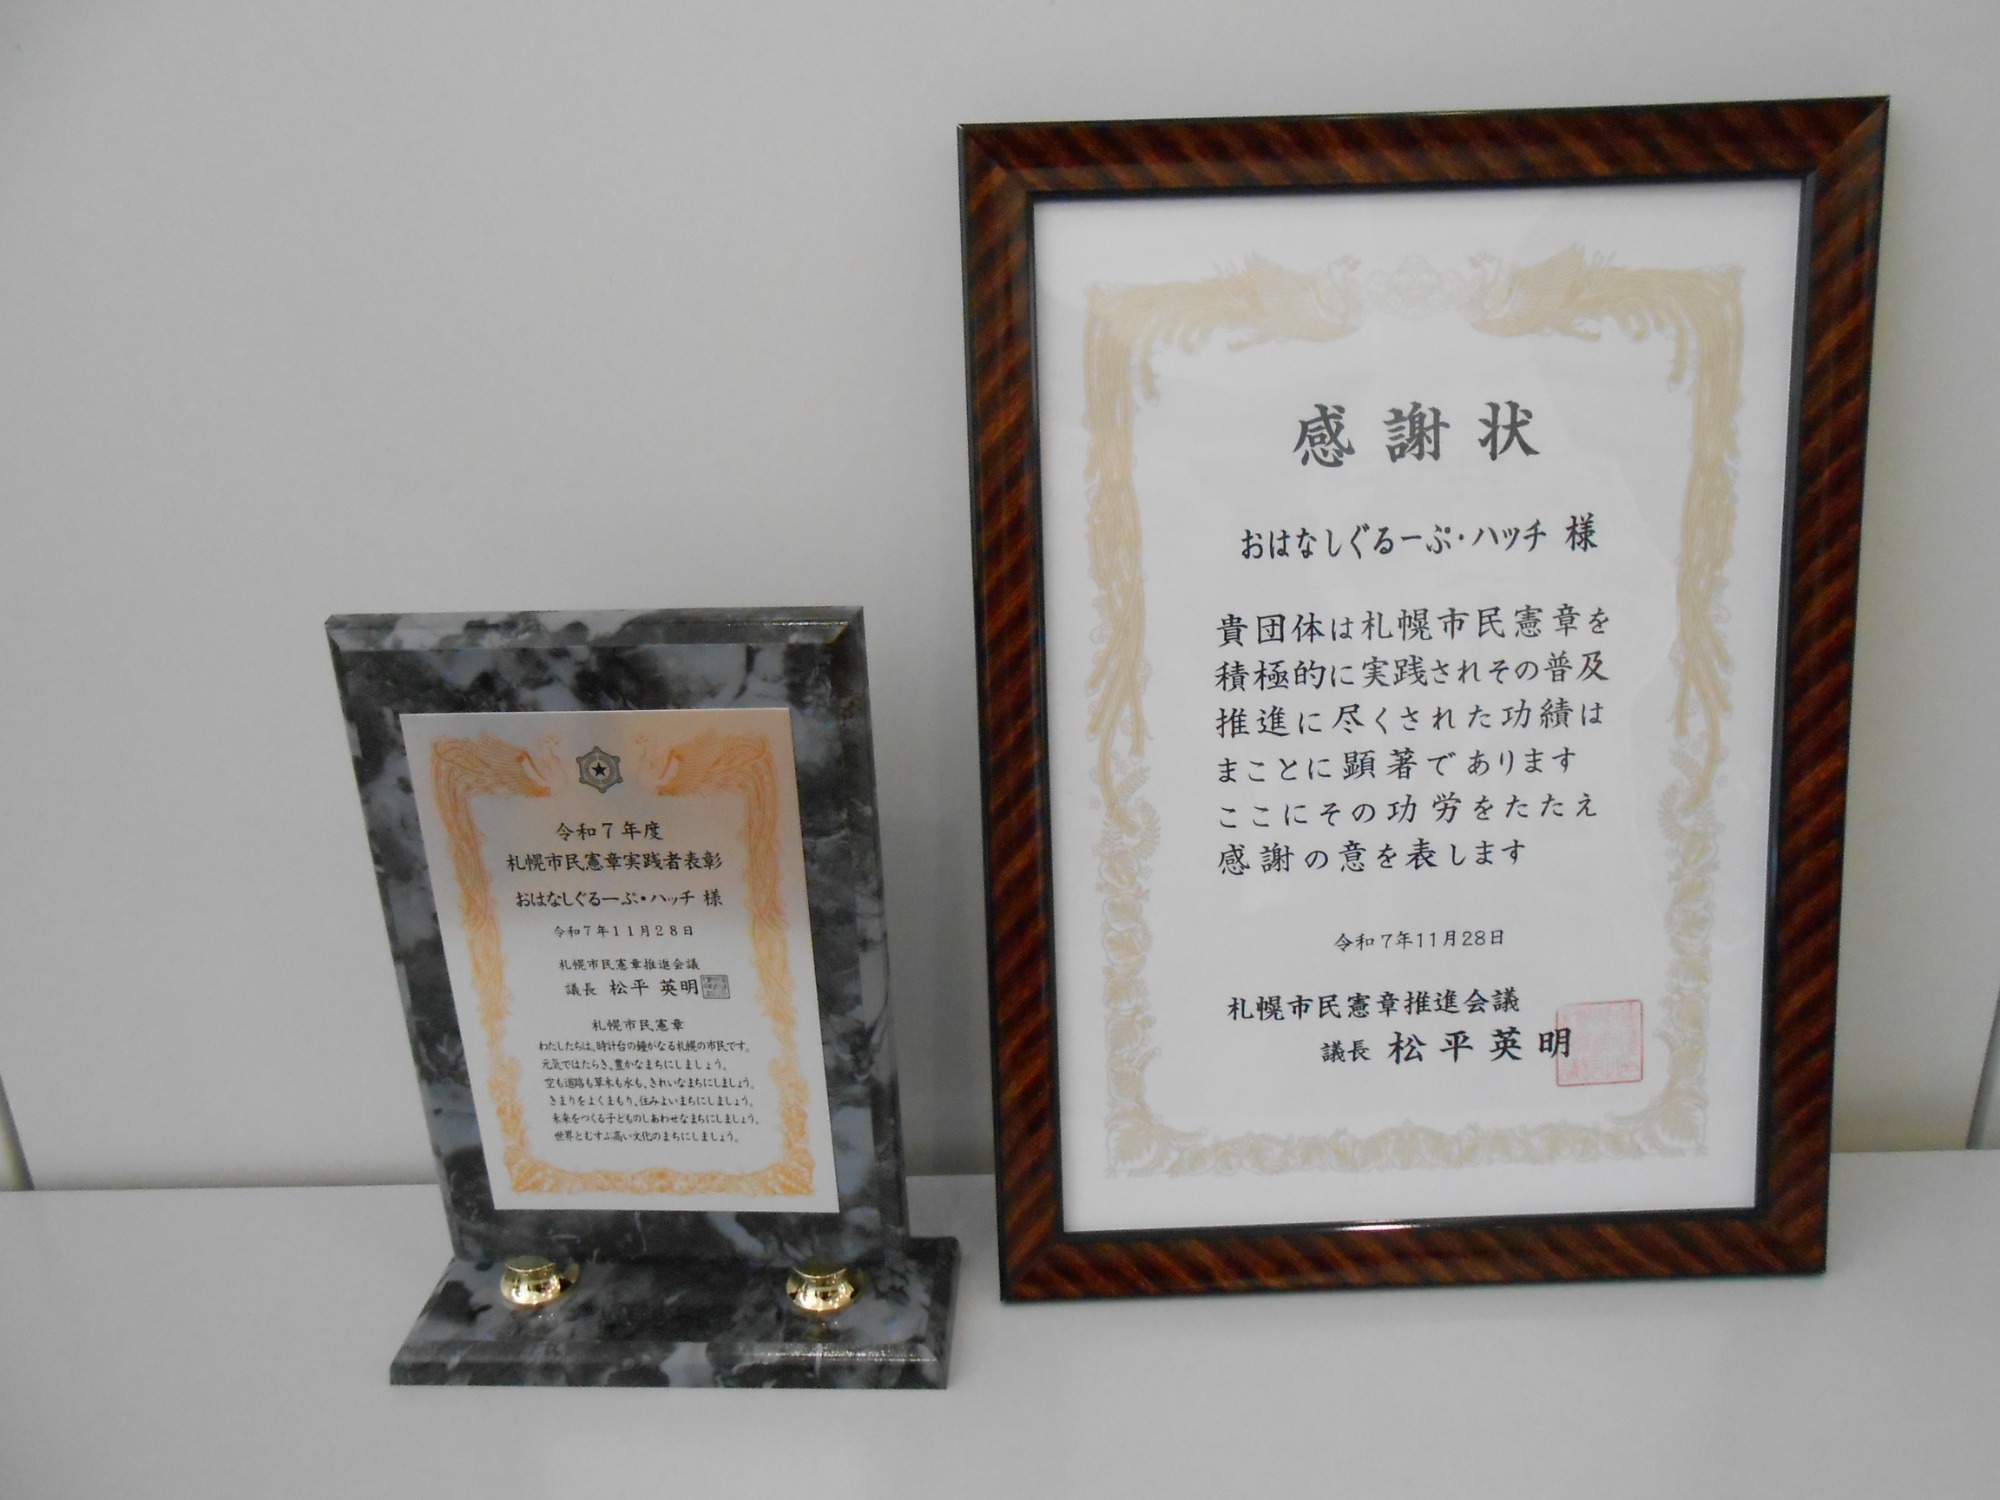 令和７年度
札幌市民憲章実践者表彰
おはなしぐるーぷ・ハッチ 様
令和７年１１月２８日
札幌市民憲章推進会議
議長 松平 英明
札幌市民憲章
わたしたちは、時計台の鐘がなる札幌の市民です。
元気ではたらき、豊かなまちにしましょう。
空も道路も草木も水も、きれいなまちにしましょう。
きまりをよくまもり、住みよいまちにしましょう。
未来をつくる子どものしあわせなまちにしましょう。
世界とむすぶ高い文化のまちにしましょう。
感謝状
おはなしぐるーぷ・ハッチ 様
貴団体は札幌市民憲章を
積極的に実践されその普及
推進に尽くされた功績は
まことに顕著であります
ここにその功労をたたえ
感謝の意を表します
令和7年11月28日
札幌市民憲章推進会議
議長 松平英明